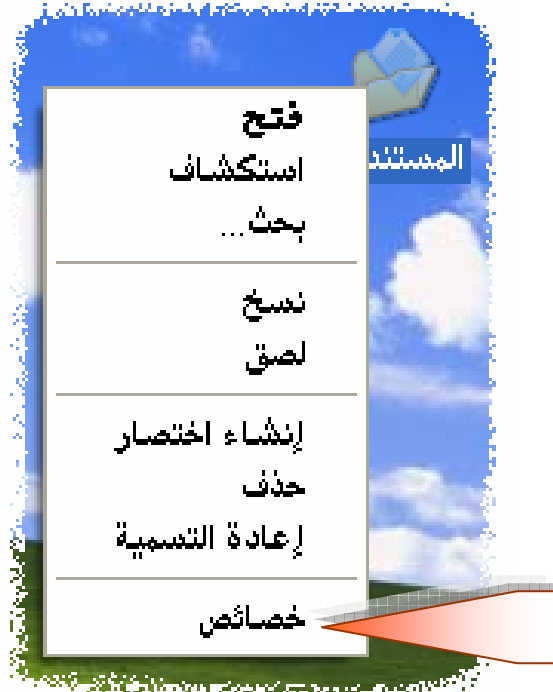 المستند
فتح
استكشاف
بحث...
نسخ
لصق
إنشاء اختصار
حذف
إعادة التسمية
خصائص